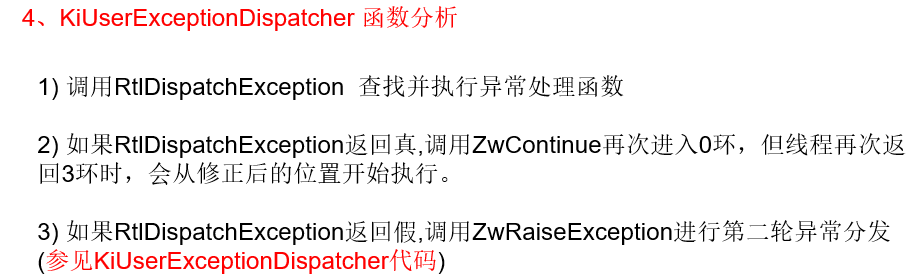 4、KiUserExceptionDispatcher 函数分析
1) 调用RtlDispatchException 查找并执行异常处理函数
2) 如果RtlDispatchException返回真,调用ZwContinue再次进入0环，但线程再次返
回3环时，会从修正后的位置开始执行。
3) 如果RtlDispatchException返回假,调用ZwRaiseException进行第二轮异常分发
(参见KiUserExceptionDispatcher代码)